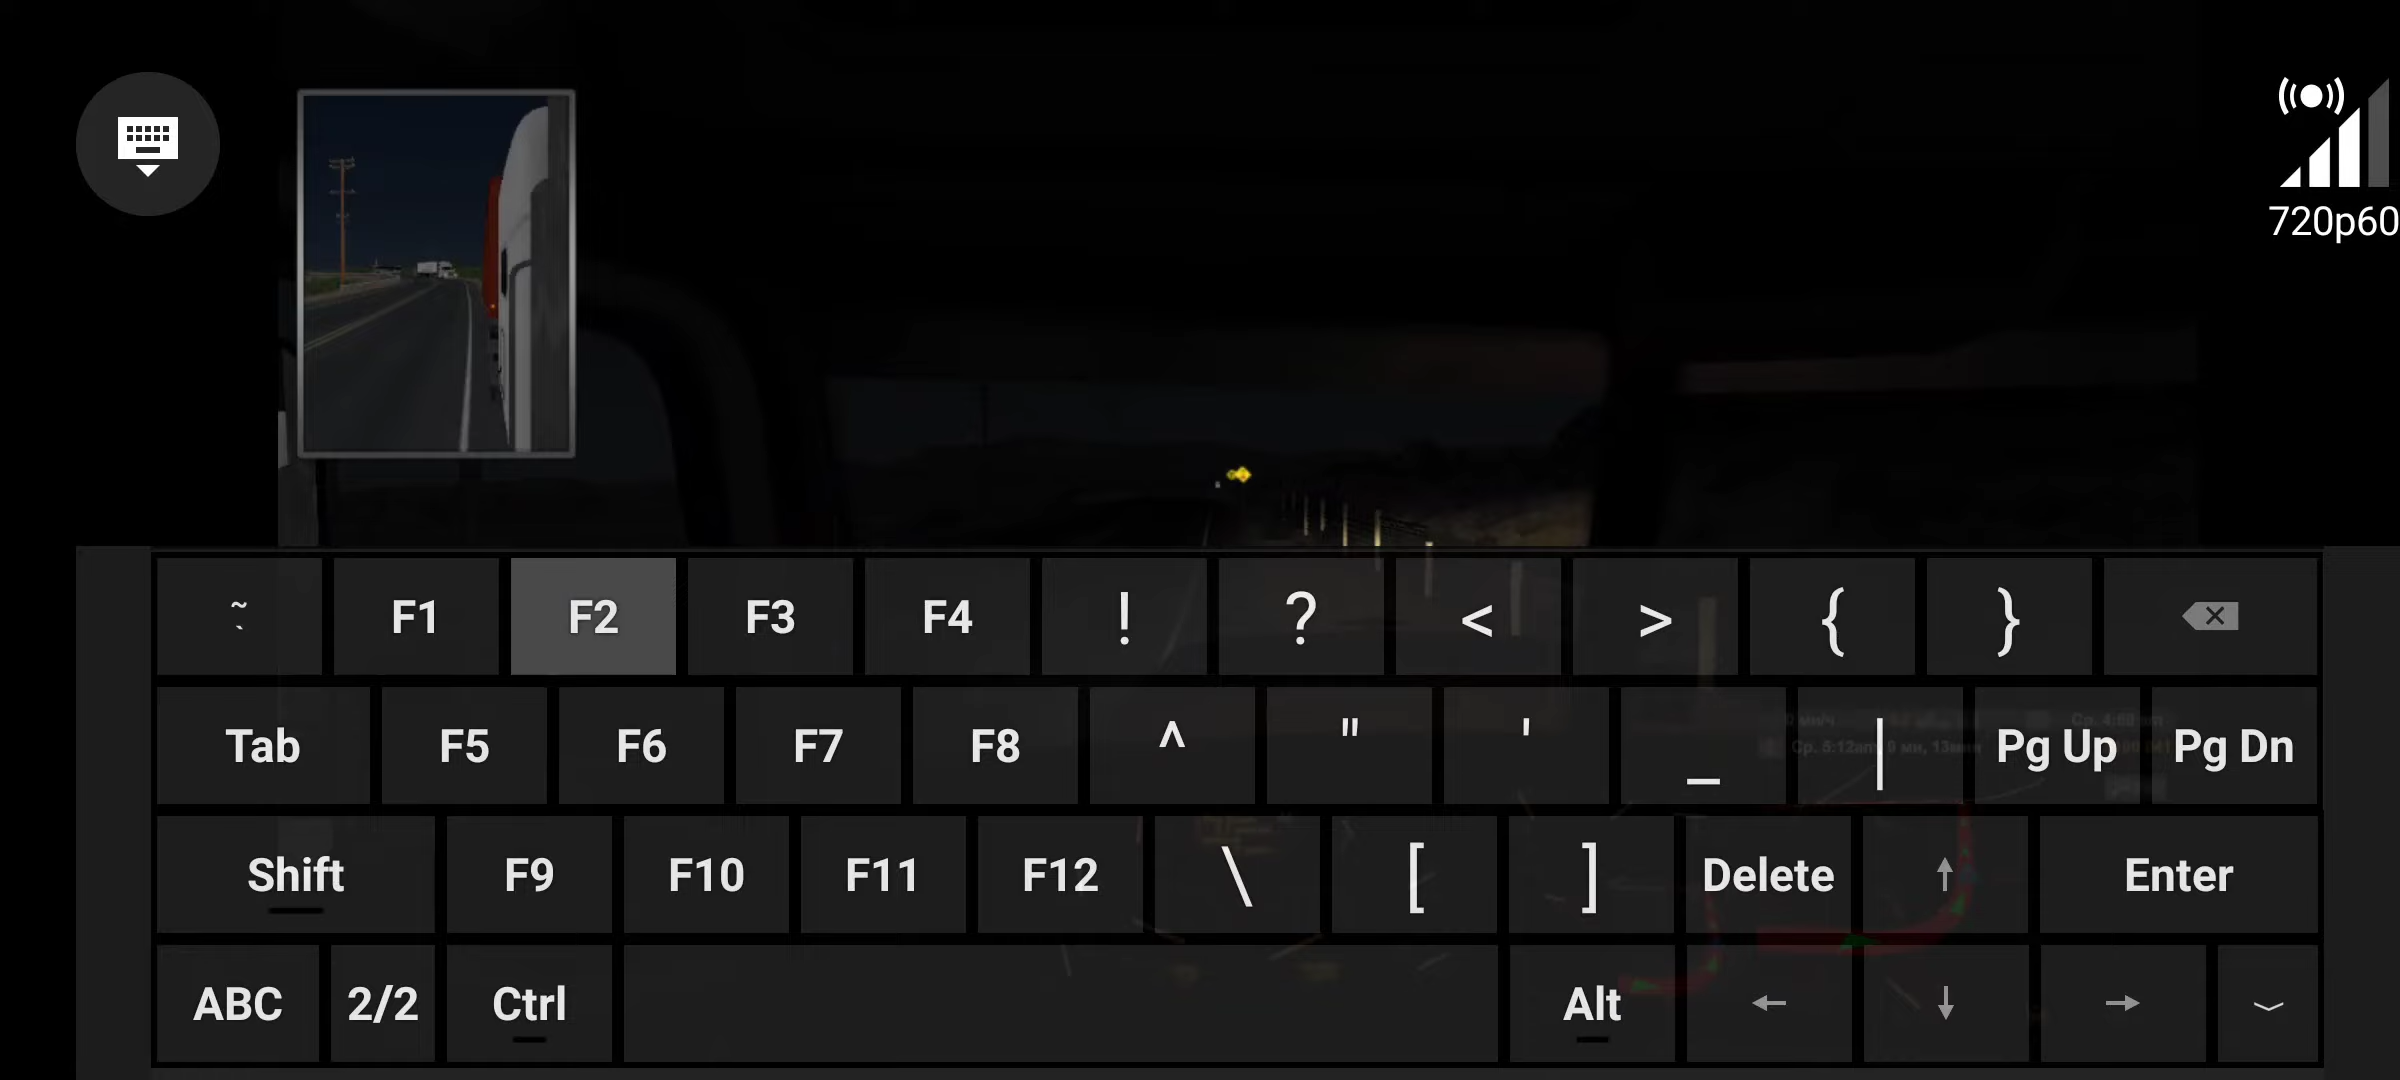 720p60
~ ` F1 F2 F3 F4 ! ? < > { }
Tab F5 F6 F7 F8 ^ " ' _ | Pg Up Pg Dn
Shift F9 F10 F11 F12 \ [ ] Delete ↑ Enter
ABC 2/2 Ctrl Alt ← ↓ →